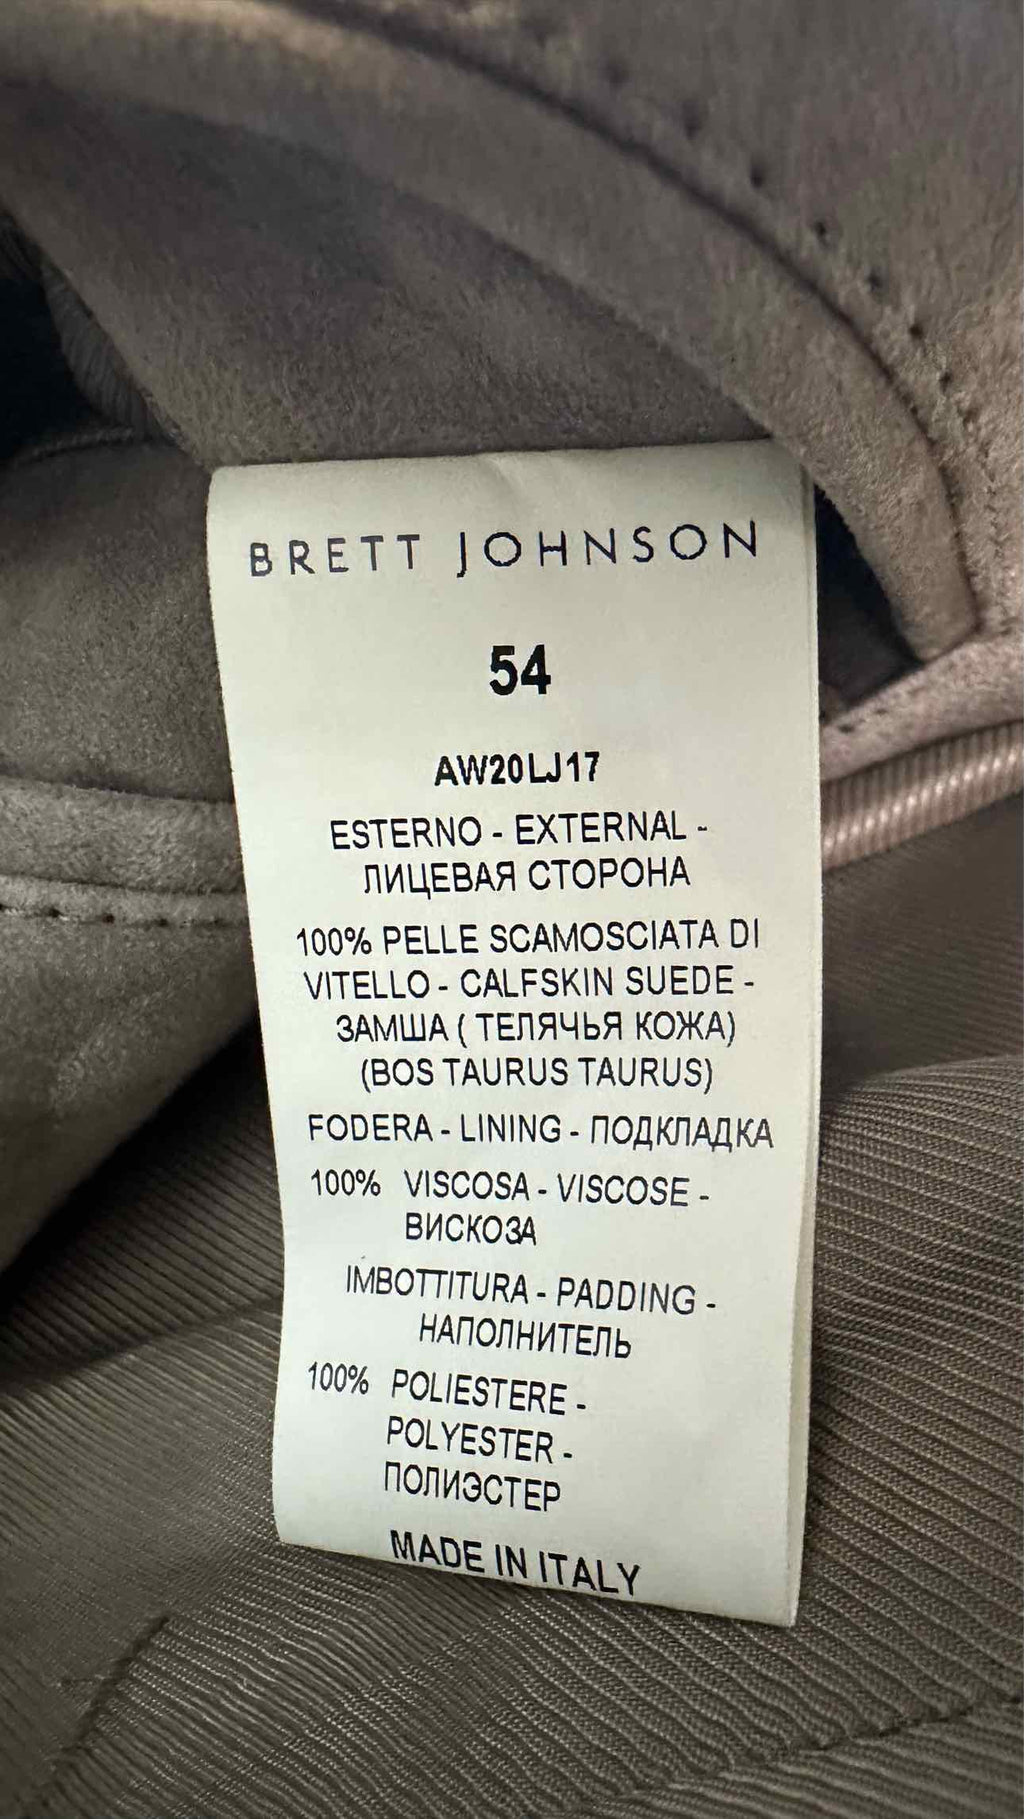 BRETT JOHNSON
54
AW20LJ17
ESTERNO - EXTERNAL -
ЛИЦЕВАЯ СТОРОНА
100% PELLE SCAMOSCIATA DI
VITELLO - CALFSKIN SUEDE -
ЗАМША ( ТЕЛЯЧЬЯ КОЖА)
(BOS TAURUS TAURUS)
FODERA - LINING - ПОДКЛАДКА
100% VISCOSA - VISCOSE -
ВИСКОЗА
IMBOTTITURA - PADDING -
НАПОЛНИТЕЛЬ
100% POLIESTERE -
POLYESTER -
ПОЛИЭСТЕР
MADE IN ITALY